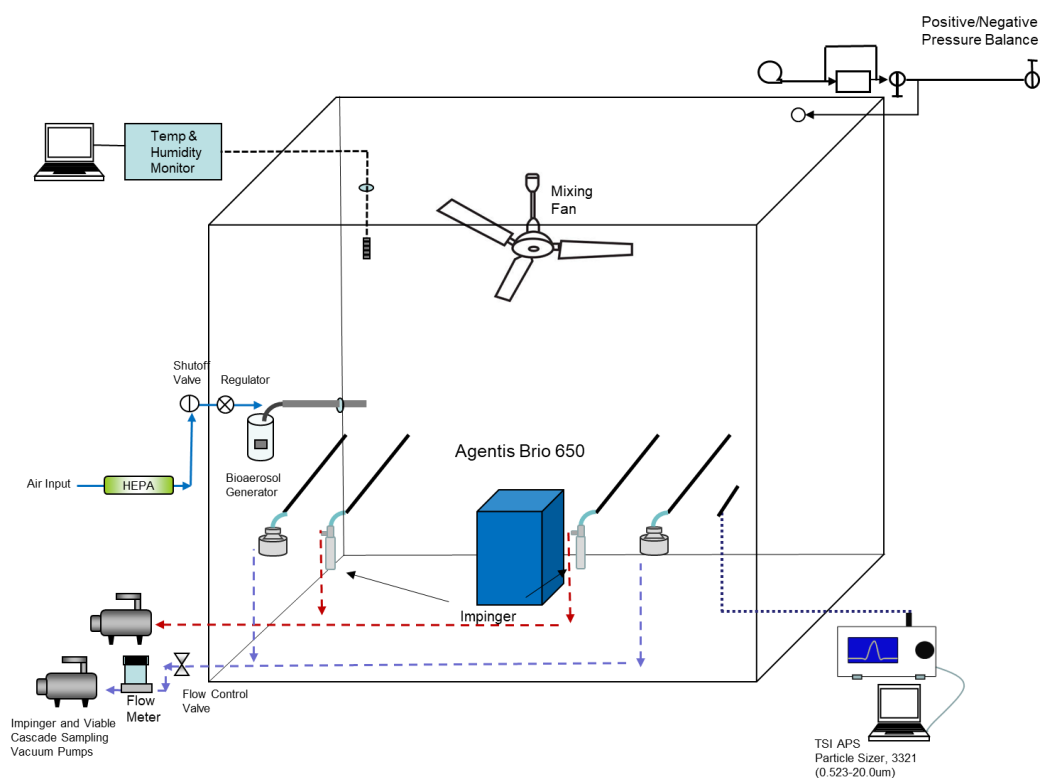 Positive/Negative
Pressure Balance
Temp &
Humidity
Monitor
Mixing
Fan
Shutoff
Valve
Regulator
Agentis Brio 650
Air Input
HEPA
Bioaerosol
Generator
Impinger
Flow
Meter
Flow Control
Valve
Impinger and Viable
Cascade Sampling
Vacuum Pumps
TSI APS
Particle Sizer, 3321
(0.523-20.0um)